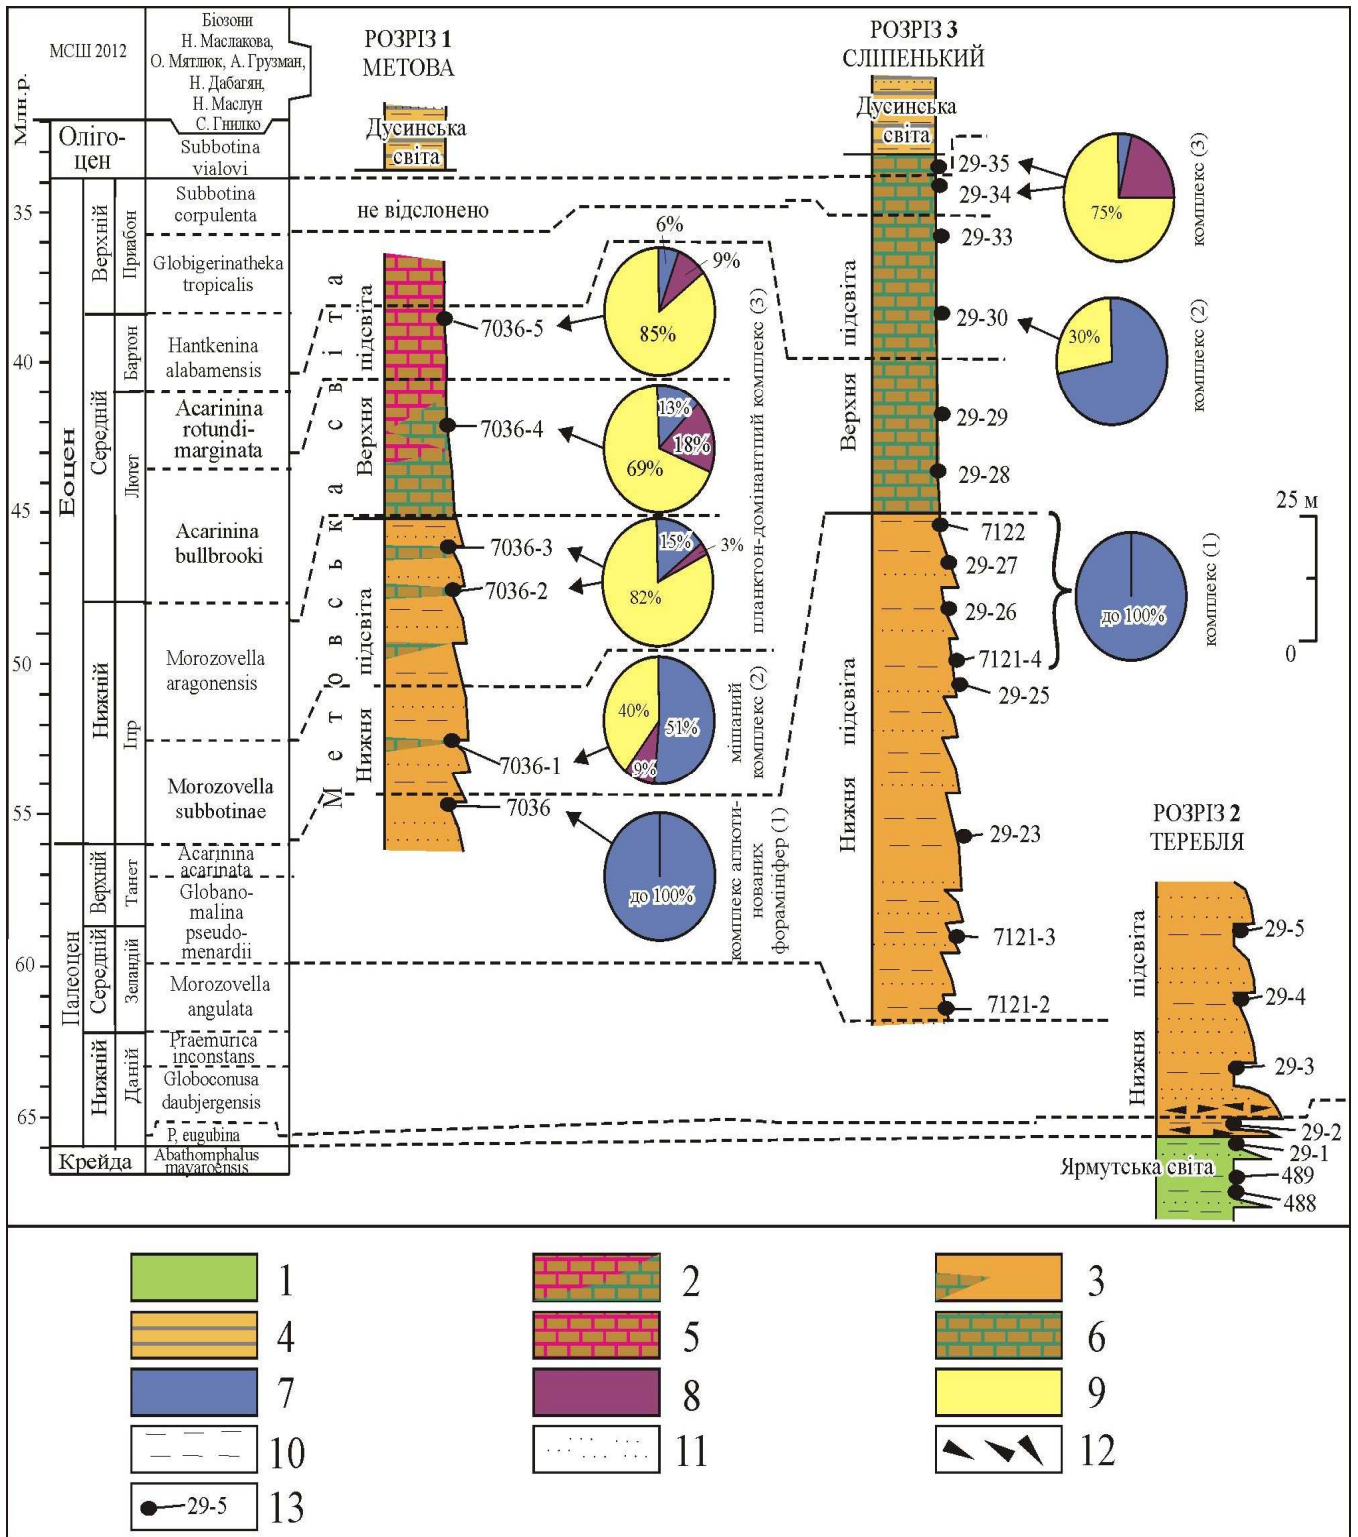 МСШ 2012
Біозони
Н. Маслакова,
О. Мятлюк, А. Грузман,
Н. Дабагян,
Н. Маслун
С. Гнилко
Млн.р.
35
40
45
50
55
60
65
Оліго-
цен
Еоцен
Палеоцен
Крейда
Верхній
Середній
Нижній
Верхній
Середній
Нижній
Приабон
Бартон
Лютет
Іпр
Танет
Зеландій
Даній
Subbotina
vialovi
Subbotina
corpulenta
Globigerinatheka
tropicalis
Hantkenina
alabamensis
Acarinina
rotundi-
marginata
Acarinina
bullbrooki
Morozovella
aragonensis
Morozovella
subbotinae
Acarinina
acarinata
Globano-
malina
pseudo-
menardii
Morozovella
angulata
Praemurica
inconstans
Globoconusa
daubjergensis
P, eugubina
Abathomphalus
mayaroensis
РОЗРІЗ 1
МЕТОВА
Дусинська
світа
не відслонено
Метовська світа
Верхня підсвіта
Нижня підсвіта
7036-5
7036-4
7036-3
7036-2
7036-1
7036
6%
9%
85%
13%
18%
69%
15%
3%
82%
40%
51%
9%
до 100%
планктон-домінантий комплекс (3)
мішаний
комплекс (2)
комплекс аглоти-
нованих
форамініфер (1)
РОЗРІЗ 3
СЛІПЕНЬКИЙ
Дусинська
світа
Верхня підсвіта
Нижня підсвіта
29-35
29-34
29-33
29-30
29-29
29-28
7122
29-27
29-26
7121-4
29-25
29-23
7121-3
7121-2
75%
комплекс (3)
30%
комплекс (2)
до 100%
комплекс (1)
25 м
0
РОЗРІЗ 2
ТЕРЕБЛЯ
Нижня підсвіта
29-5
29-4
29-3
29-2
29-1
489
488
Ярмутська світа
1
2
3
4
5
6
7
8
9
10
11
12
29-5
13